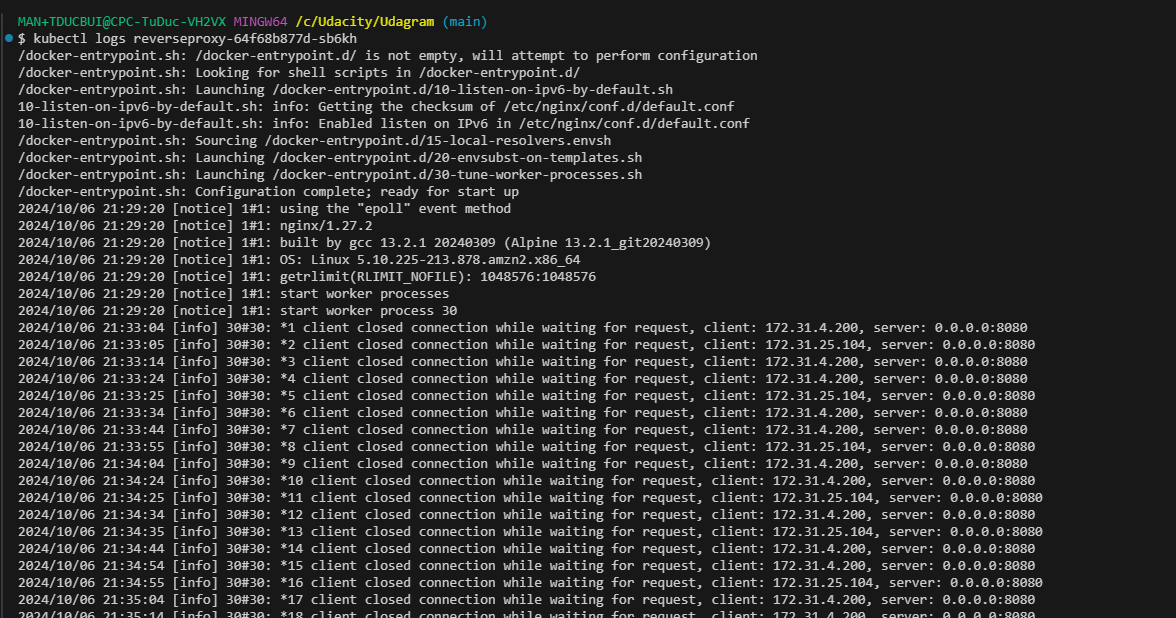 MAN+TDUCBUI@CPC-TuDuc-VH2VX MINGW64 /c/Udacity/Udagram (main)
$ kubectl logs reverseproxy-64f68b877d-sb6kh
/docker-entrypoint.sh: /docker-entrypoint.d/ is not empty, will attempt to perform configuration
/docker-entrypoint.sh: Looking for shell scripts in /docker-entrypoint.d/
/docker-entrypoint.sh: Launching /docker-entrypoint.d/10-listen-on-ipv6-by-default.sh
10-listen-on-ipv6-by-default.sh: info: Getting the checksum of /etc/nginx/conf.d/default.conf
10-listen-on-ipv6-by-default.sh: info: Enabled listen on IPv6 in /etc/nginx/conf.d/default.conf
/docker-entrypoint.sh: Sourcing /docker-entrypoint.d/15-local-resolvers.envsh
/docker-entrypoint.sh: Launching /docker-entrypoint.d/20-envsubst-on-templates.sh
/docker-entrypoint.sh: Launching /docker-entrypoint.d/30-tune-worker-processes.sh
/docker-entrypoint.sh: Configuration complete; ready for start up
2024/10/06 21:29:20 [notice] 1#1: using the "epoll" event method
2024/10/06 21:29:20 [notice] 1#1: nginx/1.27.2
2024/10/06 21:29:20 [notice] 1#1: built by gcc 13.2.1 20240309 (Alpine 13.2.1_git20240309)
2024/10/06 21:29:20 [notice] 1#1: OS: Linux 5.10.225-213.878.amzn2.x86_64
2024/10/06 21:29:20 [notice] 1#1: getrlimit(RLIMIT_NOFILE): 1048576:1048576
2024/10/06 21:29:20 [notice] 1#1: start worker processes
2024/10/06 21:29:20 [notice] 1#1: start worker process 30
2024/10/06 21:33:04 [info] 30#30: *1 client closed connection while waiting for request, client: 172.31.4.200, server: 0.0.0.0:8080
2024/10/06 21:33:05 [info] 30#30: *2 client closed connection while waiting for request, client: 172.31.25.104, server: 0.0.0.0:8080
2024/10/06 21:33:14 [info] 30#30: *3 client closed connection while waiting for request, client: 172.31.4.200, server: 0.0.0.0:8080
2024/10/06 21:33:24 [info] 30#30: *4 client closed connection while waiting for request, client: 172.31.4.200, server: 0.0.0.0:8080
2024/10/06 21:33:25 [info] 30#30: *5 client closed connection while waiting for request, client: 172.31.25.104, server: 0.0.0.0:8080
2024/10/06 21:33:34 [info] 30#30: *6 client closed connection while waiting for request, client: 172.31.4.200, server: 0.0.0.0:8080
2024/10/06 21:33:44 [info] 30#30: *7 client closed connection while waiting for request, client: 172.31.4.200, server: 0.0.0.0:8080
2024/10/06 21:33:55 [info] 30#30: *8 client closed connection while waiting for request, client: 172.31.25.104, server: 0.0.0.0:8080
2024/10/06 21:34:04 [info] 30#30: *9 client closed connection while waiting for request, client: 172.31.4.200, server: 0.0.0.0:8080
2024/10/06 21:34:24 [info] 30#30: *10 client closed connection while waiting for request, client: 172.31.4.200, server: 0.0.0.0:8080
2024/10/06 21:34:25 [info] 30#30: *11 client closed connection while waiting for request, client: 172.31.25.104, server: 0.0.0.0:8080
2024/10/06 21:34:34 [info] 30#30: *12 client closed connection while waiting for request, client: 172.31.4.200, server: 0.0.0.0:8080
2024/10/06 21:34:35 [info] 30#30: *13 client closed connection while waiting for request, client: 172.31.25.104, server: 0.0.0.0:8080
2024/10/06 21:34:44 [info] 30#30: *14 client closed connection while waiting for request, client: 172.31.4.200, server: 0.0.0.0:8080
2024/10/06 21:34:54 [info] 30#30: *15 client closed connection while waiting for request, client: 172.31.4.200, server: 0.0.0.0:8080
2024/10/06 21:34:55 [info] 30#30: *16 client closed connection while waiting for request, client: 172.31.25.104, server: 0.0.0.0:8080
2024/10/06 21:35:04 [info] 30#30: *17 client closed connection while waiting for request, client: 172.31.4.200, server: 0.0.0.0:8080
2024/10/06 21:35:14 [info] 30#30: *18 client closed connection while waiting for request, client: 172.31.4.200, server: 0.0.0.0:8080